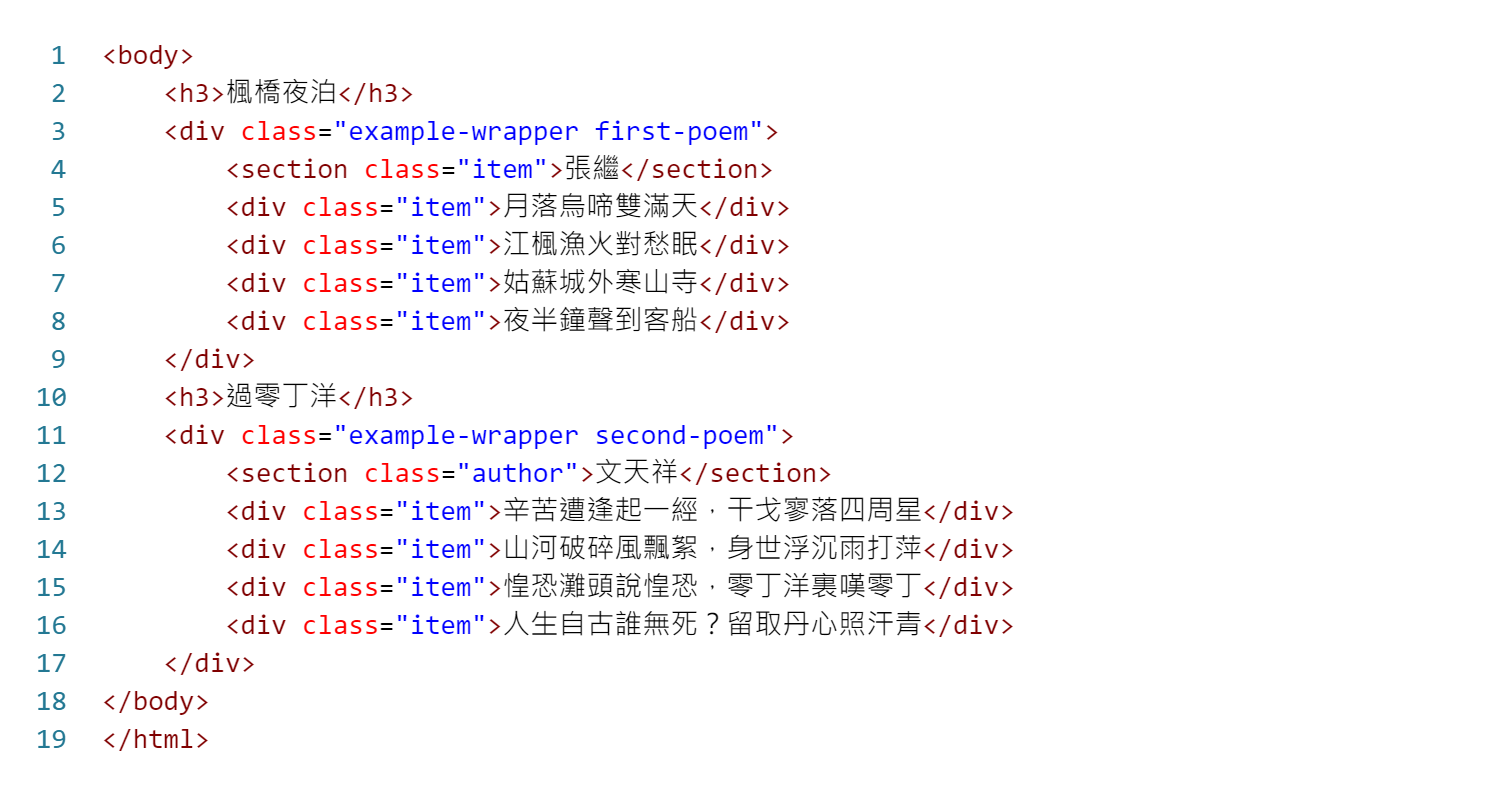 1 <body>
2     <h3>楓橋夜泊</h3>
3     <div class="example-wrapper first-poem">
4         <section class="item">張繼</section>
5         <div class="item">月落烏啼雙滿天</div>
6         <div class="item">江楓漁火對愁眠</div>
7         <div class="item">姑蘇城外寒山寺</div>
8         <div class="item">夜半鐘聲到客船</div>
9     </div>
10     <h3>過零丁洋</h3>
11     <div class="example-wrapper second-poem">
12         <section class="author">文天祥</section>
13         <div class="item">辛苦遭逢起一經，干戈寥落四周星</div>
14         <div class="item">山河破碎風飄絮，身世浮沉雨打萍</div>
15         <div class="item">惶恐灘頭說惶恐，零丁洋裏嘆零丁</div>
16         <div class="item">人生自古誰無死？留取丹心照汗青</div>
17     </div>
18 </body>
19 </html>